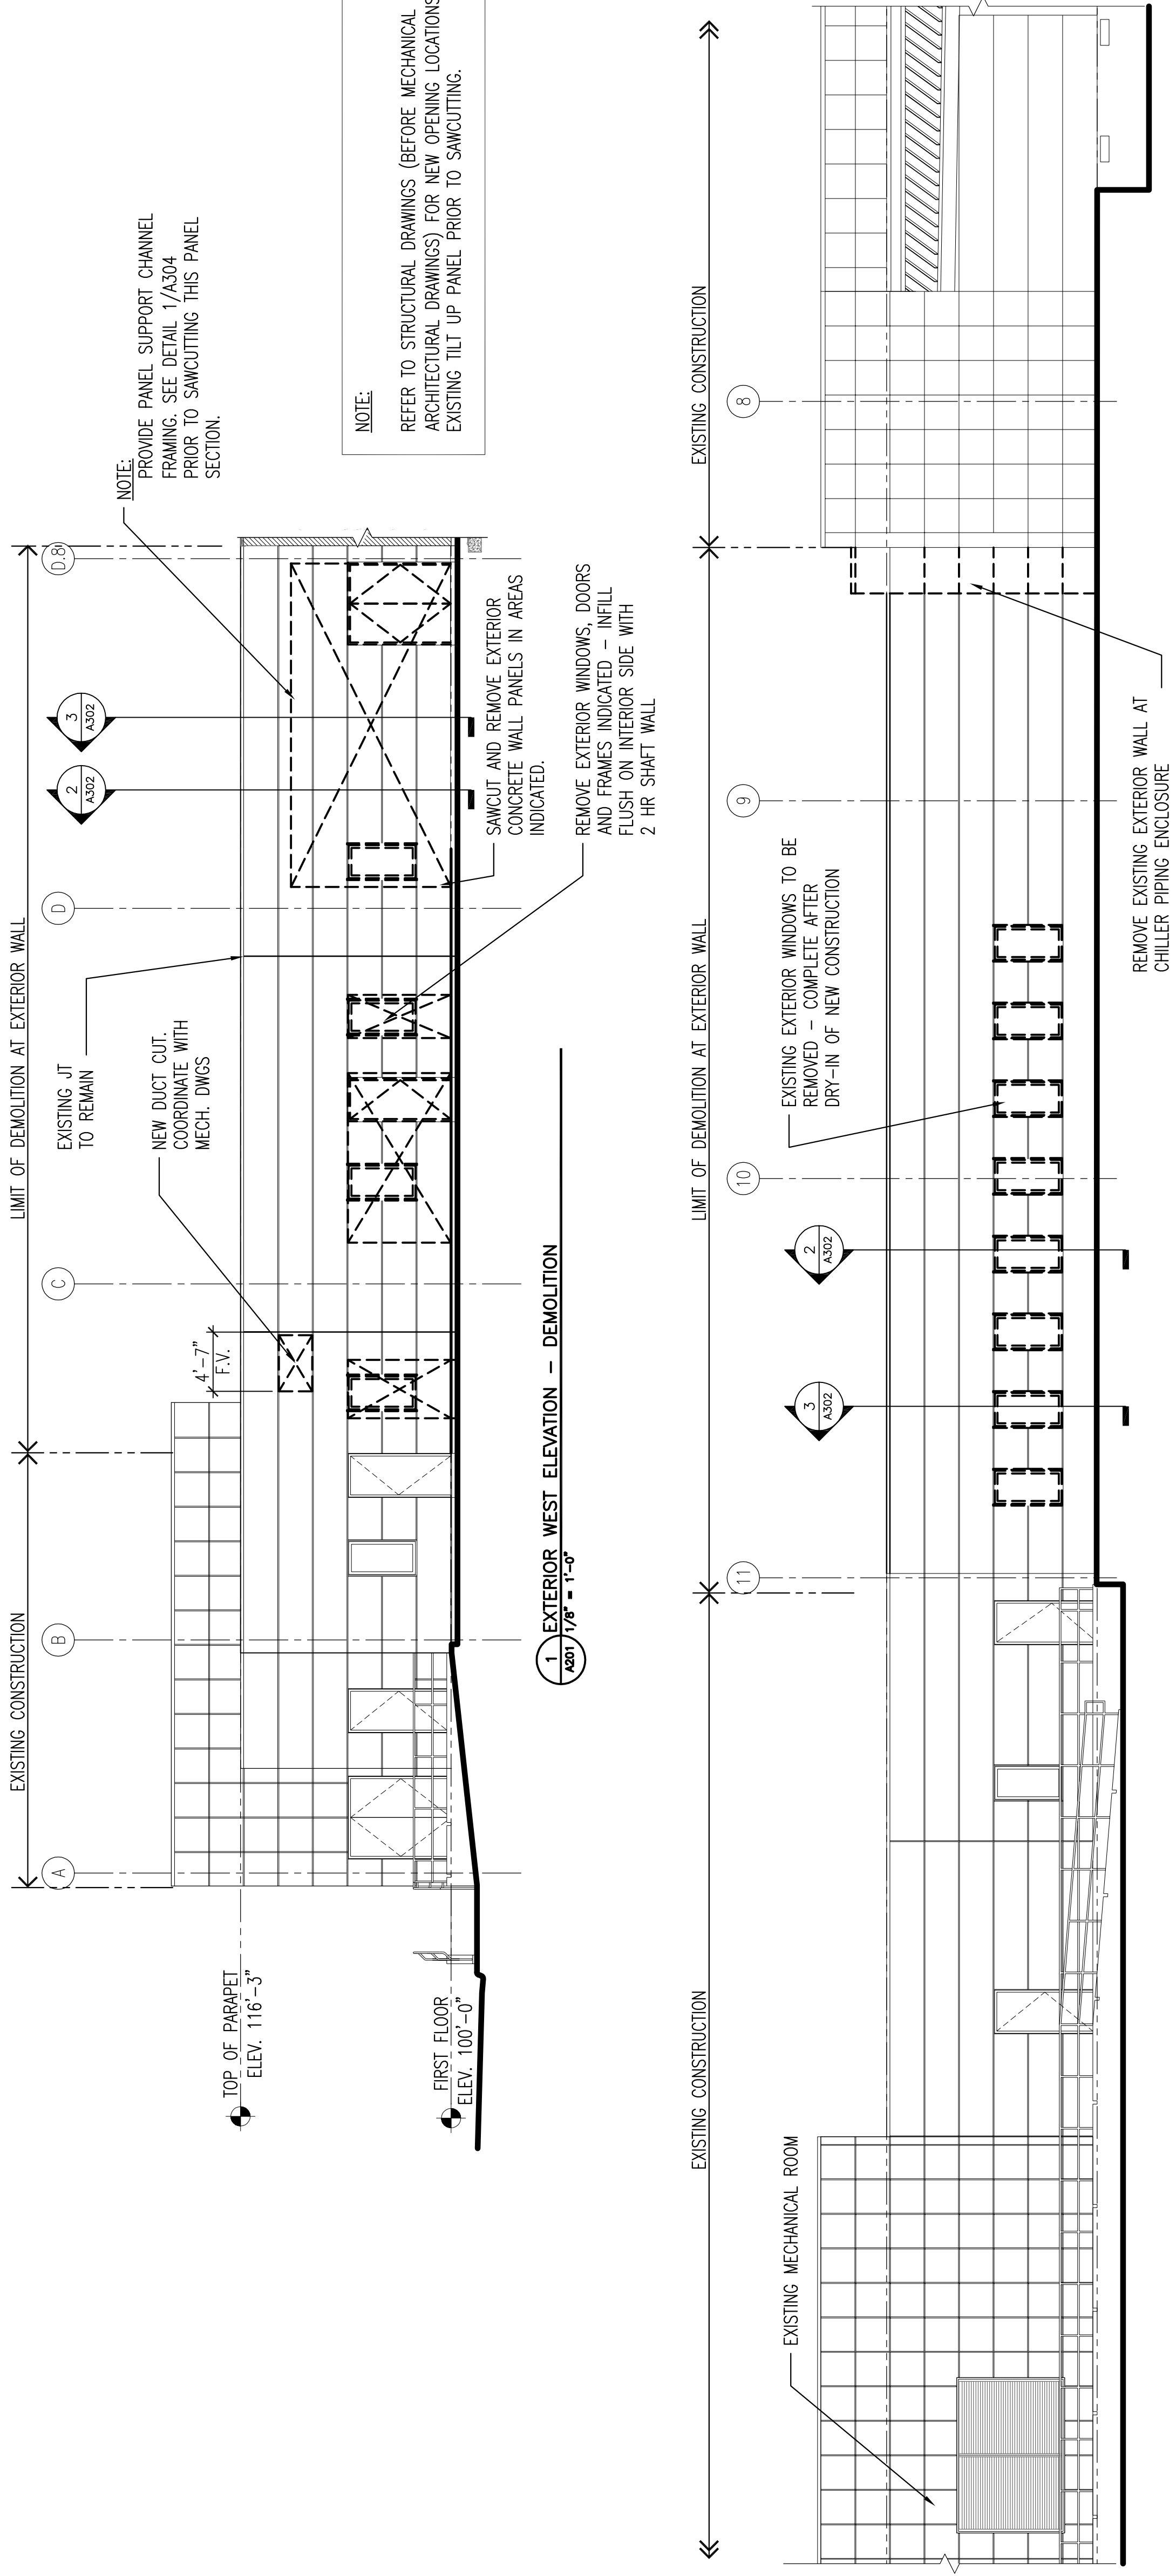 EXISTING CONSTRUCTION
LIMIT OF DEMOLITION AT EXTERIOR WALL
A
B
C
D
D.8
2
A302
3
A302
TOP OF PARAPET
ELEV. 116'-3"
FIRST FLOOR
ELEV. 100'-0"
4'-7"
F.V.
EXISTING JT
TO REMAIN
NEW DUCT CUT.
COORDINATE WITH
MECH. DWGS
NOTE:
PROVIDE PANEL SUPPORT CHANNEL
FRAMING. SEE DETAIL 1/A304
PRIOR TO SAWCUTTING THIS PANEL
SECTION.
SAWCUT AND REMOVE EXTERIOR
CONCRETE WALL PANELS IN AREAS
INDICATED.
REMOVE EXTERIOR WINDOWS, DOORS
AND FRAMES INDICATED - INFILL
FLUSH ON INTERIOR SIDE WITH
2 HR SHAFT WALL
NOTE:
REFER TO STRUCTURAL DRAWINGS (BEFORE MECHANICAL
ARCHITECTURAL DRAWINGS) FOR NEW OPENING LOCATIONS
EXISTING TILT UP PANEL PRIOR TO SAWCUTTING.
1
A201
EXTERIOR WEST ELEVATION - DEMOLITION
1/8" = 1'-0"
EXISTING CONSTRUCTION
LIMIT OF DEMOLITION AT EXTERIOR WALL
EXISTING CONSTRUCTION
11
10
9
8
3
A302
2
A302
EXISTING MECHANICAL ROOM
EXISTING EXTERIOR WINDOWS TO BE
REMOVED - COMPLETE AFTER
DRY-IN OF NEW CONSTRUCTION
REMOVE EXISTING EXTERIOR WALL AT
CHILLER PIPING ENCLOSURE